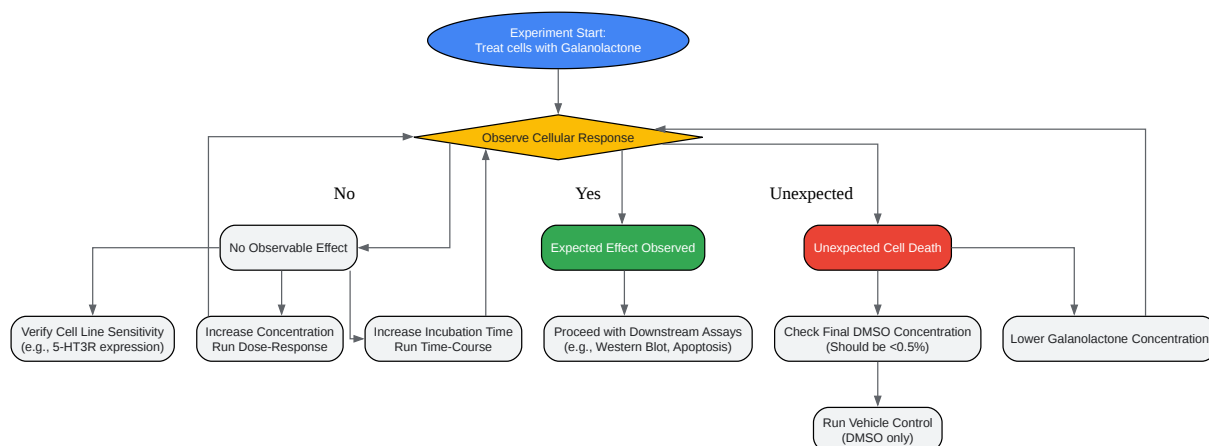 Experiment Start:
Treat cells with Galanolactone
Observe Cellular Response
No
Yes
Unexpected
No Observable Effect
Expected Effect Observed
Unexpected Cell Death
Verify Cell Line Sensitivity
(e.g., 5-HT3R expression)
Increase Concentration
Run Dose-Response
Increase Incubation Time
Run Time-Course
Proceed with Downstream Assays
(e.g., Western Blot, Apoptosis)
Check Final DMSO Concentration
(Should be <0.5%)
Lower Galanolactone Concentration
Run Vehicle Control
(DMSO only)